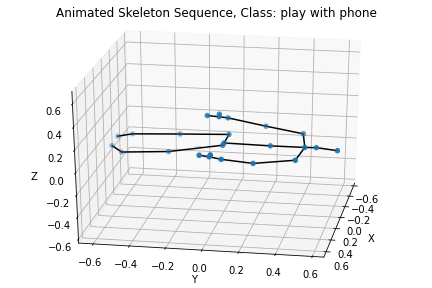 Animated Skeleton Sequence, Class: play with phone
0.6
0.4
0.2
0.0
−0.2
−0.4
−0.6
Z
−0.6
−0.4
−0.2
0.0
0.2
0.4
0.6
X
−0.6 −0.4 −0.2 0.0 0.2 0.4 0.6
Y